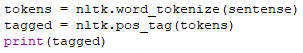 tokens = nltk.word_tokenize(sentense)
tagged = nltk.pos_tag(tokens)
print(tagged)